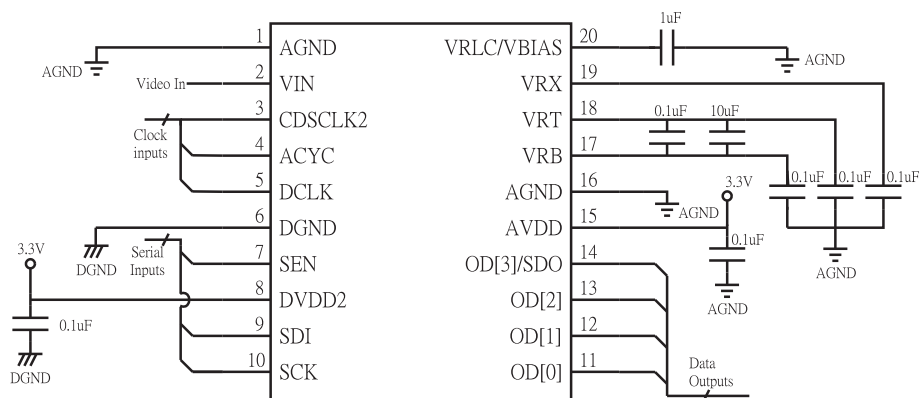 1uF
1 AGND VRLC/VBIAS 20
AGND AGND
Video In 2 VIN VRX 19
3 CDSCLK2 VRT 18
0.1uF 10uF
Clock
inputs
4 ACYC VRB 17
5 DCLK AGND 16
3.3V 0.1uF 0.1uF 0.1uF
AGND
6 DGND AVDD 15
3.3V DGND
Serial
Inputs
0.1uF
AGND
7 SEN OD[3]/SDO 14
8 DVDD2 OD[2] 13
AGND
0.1uF
9 SDI OD[1] 12
10 SCK OD[0] 11
DGND
Data
Outputs